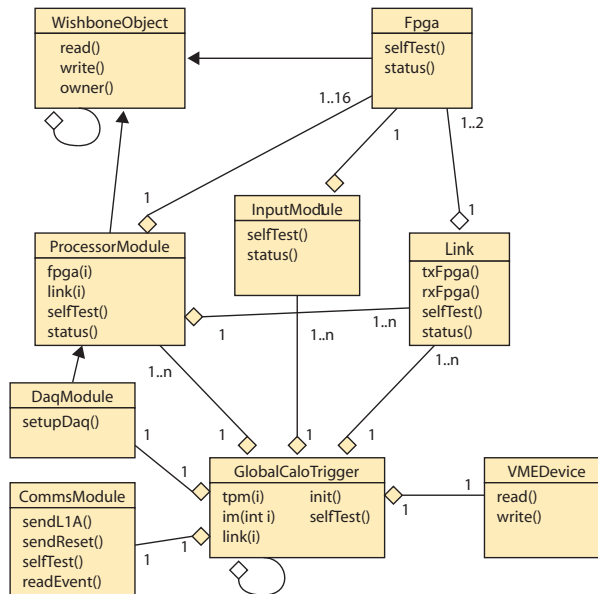 WishboneObject
read()
write()
owner()
Fpga
selfTest()
status()
1..16
1
1..2
1
1
InputModule
selfTest()
status()
ProcessorModule
fpga(i)
link(i)
selfTest()
status()
Link
txFpga()
rxFpga()
selfTest()
status()
1
1..n
1..n
1..n
1..n
DaqModule
setupDaq()
1
1
1
1
1
GlobalCaloTrigger
tpm(i) init()
im(int i) selfTest()
link(i)
VMEDevice
read()
write()
1
1
CommsModule
sendL1A()
sendReset()
selfTest()
readEvent()
1
1